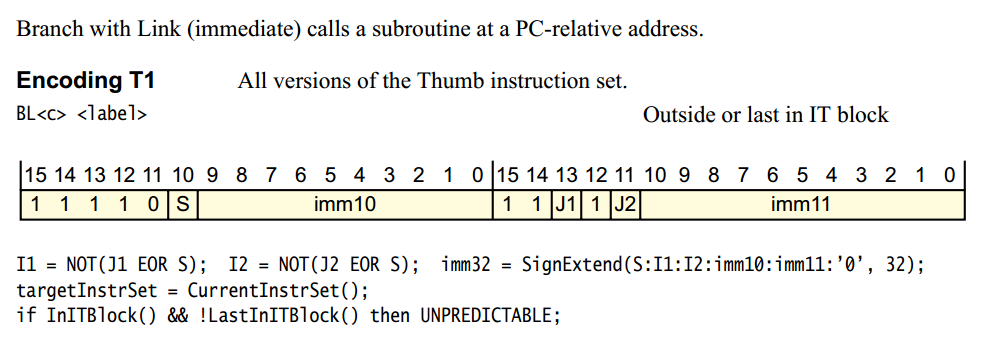 Branch with Link (immediate) calls a subroutine at a PC-relative address.
Encoding T1 All versions of the Thumb instruction set.
BL<c> <label> Outside or last in IT block
15 14 13 12 11 10 9 8 7 6 5 4 3 2 1 0 15 14 13 12 11 10 9 8 7 6 5 4 3 2 1 0
1 1 1 1 0 S imm10 1 1 J1 1 J2 imm11
I1 = NOT(J1 EOR S); I2 = NOT(J2 EOR S); imm32 = SignExtend(S:I1:I2:imm10:imm11:’0’, 32);
targetInstrSet = CurrentInstrSet();
if InITBlock() && !LastInITBlock() then UNPREDICTABLE;